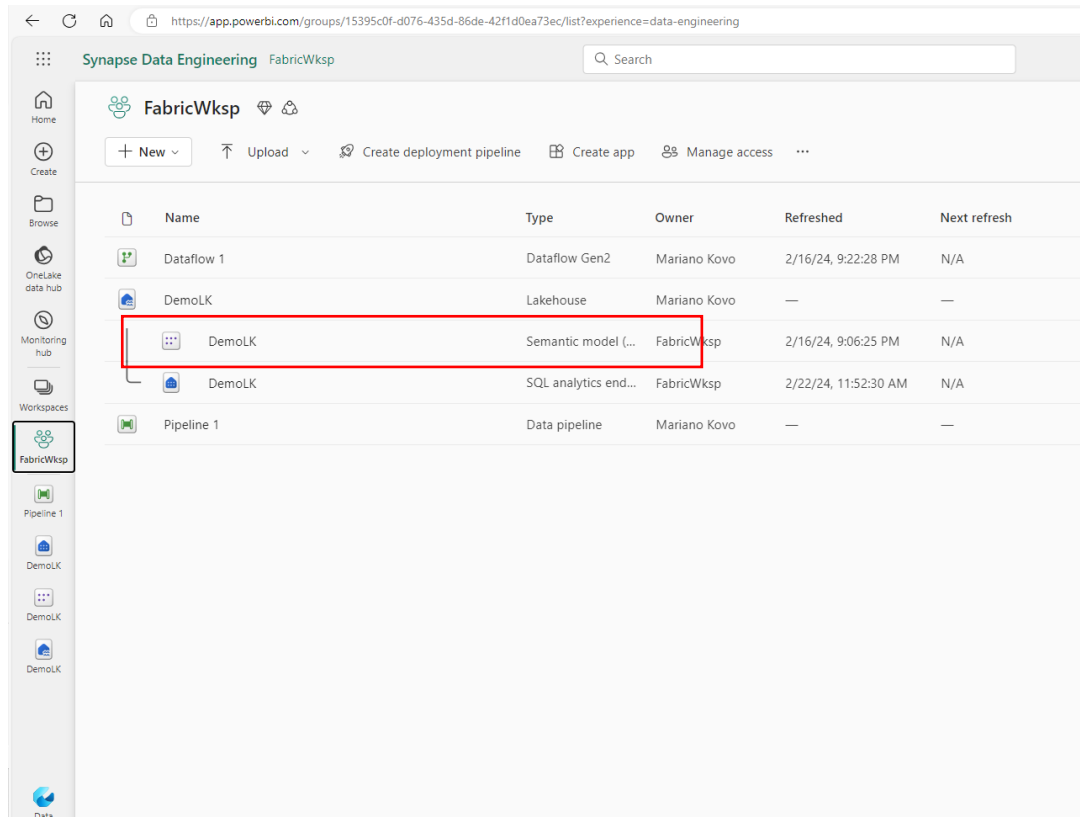 https://app.powerbi.com/groups/15395c0f-d076-435d-86de-42f1d0ea73ec/list?experience=data-engineering
Synapse Data Engineering FabricWksp Search
Home
Create
Browse
OneLake
data hub
Monitoring
hub
Workspaces
FabricWksp
Pipeline 1
DemoLK
DemoLK
DemoLK
Data
FabricWksp
New Upload Create deployment pipeline Create app Manage access ...
Name Type Owner Refreshed Next refresh
Dataflow 1 Dataflow Gen2 Mariano Kovo 2/16/24, 9:22:28 PM N/A
DemoLK Lakehouse Mariano Kovo — —
DemoLK Semantic model (... FabricWksp 2/16/24, 9:06:25 PM N/A
DemoLK SQL analytics end... FabricWksp 2/22/24, 11:52:30 AM N/A
Pipeline 1 Data pipeline Mariano Kovo — —